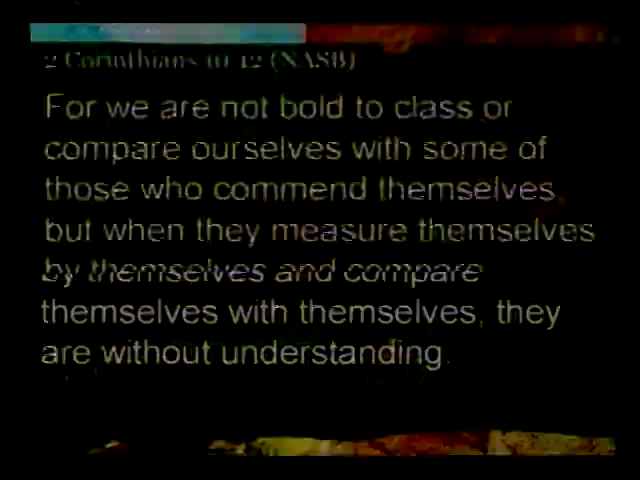 2 Corinthians 10 12 (NASB)
For we are not bold to class or
compare ourselves with some of
those who commend themselves,
but when they measure themselves
by themselves and compare
themselves with themselves, they
are without understanding.